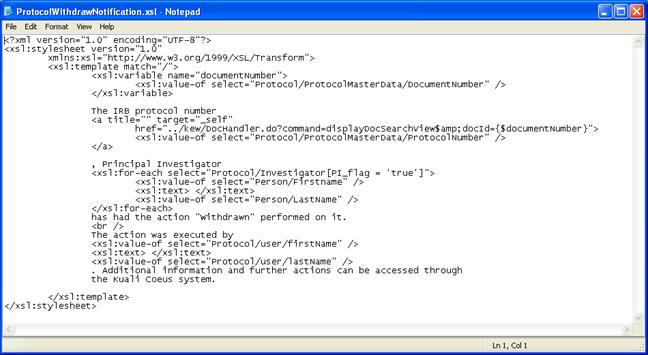 ProtocolWithdrawNotification.xsl - Notepad
File Edit Format View Help
<?xml version="1.0" encoding="UTF-8"?>
<xsl:stylesheet version="1.0"
xmlns:xsl="http://www.w3.org/1999/XSL/Transform">
<xsl:template match="/">
<xsl:variable name="documentNumber">
<xsl:value-of select="Protocol/ProtocolMasterData/DocumentNumber" />
</xsl:variable>
The IRB protocol number
<a title="" target="_self"
href="../kew/DocHandler.do?command=displayDocSearchView$amp;docId={$documentNumber}">
<xsl:value-of select="Protocol/ProtocolMasterData/ProtocolNumber" />
</a>
, Principal Investigator
<xsl:for-each select="Protocol/Investigator[PI_flag = 'true']">
<xsl:value-of select="Person/Firstname" />
<xsl:text> </xsl:text>
<xsl:value-of select="Person/LastName" />
</xsl:for-each>
has had the action "Withdrawn" performed on it.
<br />
The action was executed by
<xsl:value-of select="Protocol/user/firstName" />
<xsl:text> </xsl:text>
<xsl:value-of select="Protocol/user/lastName" />
. Additional information and further actions can be accessed through
the Kuali Coeus system.
</xsl:template>
</xsl:stylesheet>
Ln 1, Col 1